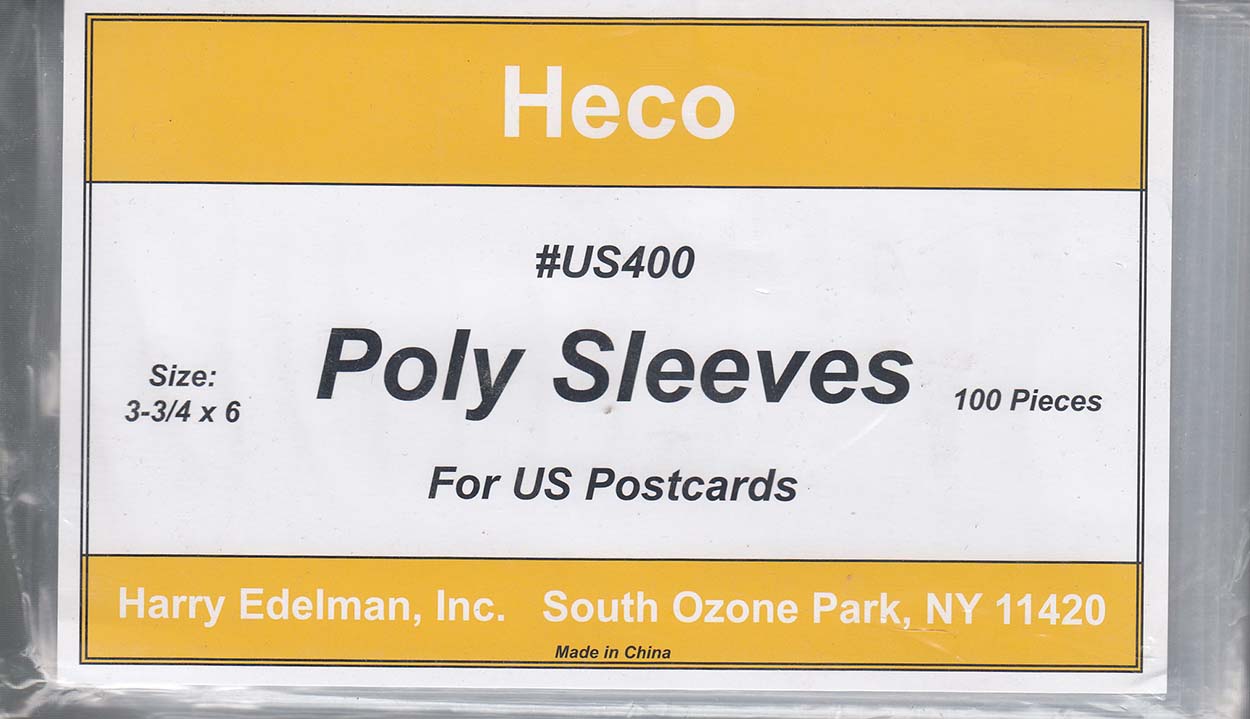 Heco
#US400
Poly Sleeves
Size:
3-3/4 x 6
100 Pieces
For US Postcards
Harry Edelman, Inc. South Ozone Park, NY 11420
Made in China